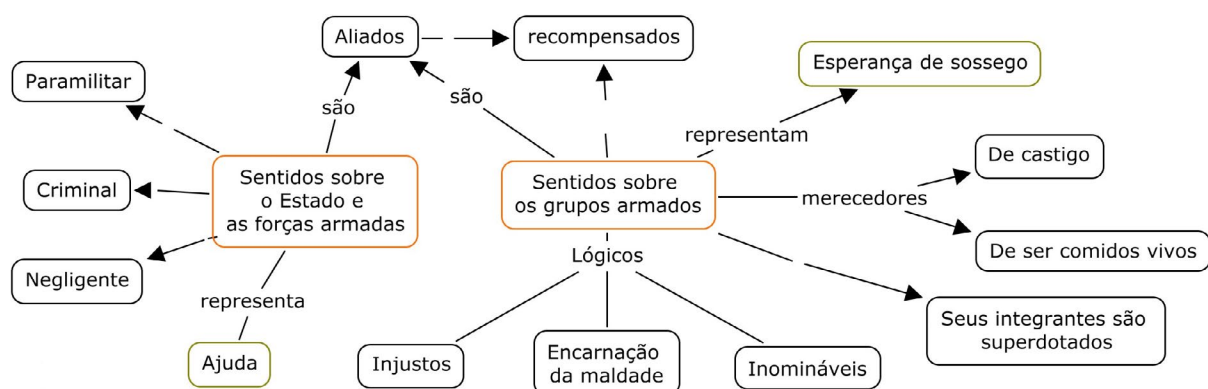 Aliados
recompensados
Esperança de sossego
Paramilitar
são
são
representam
De castigo
Criminal
Sentidos sobre
o Estado e
as forças armadas
Sentidos sobre
os grupos armados
merecedores
Negligente
Lógicos
De ser comidos vivos
representa
Seus integrantes são
superdotados
Ajuda
Injustos
Encarnação
da maldade
Inomináveis